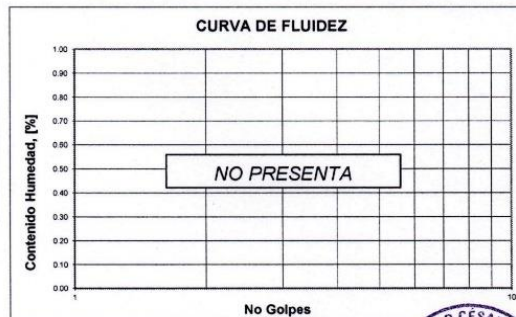 CURVA DE FLUIDEZ
Contenido Humedad, [%]
1.00
0.90
0.80
0.70
0.60
0.50
0.40
0.30
0.20
0.10
0.00
NO PRESENTA
1
10
No Golpes
CÉSAR